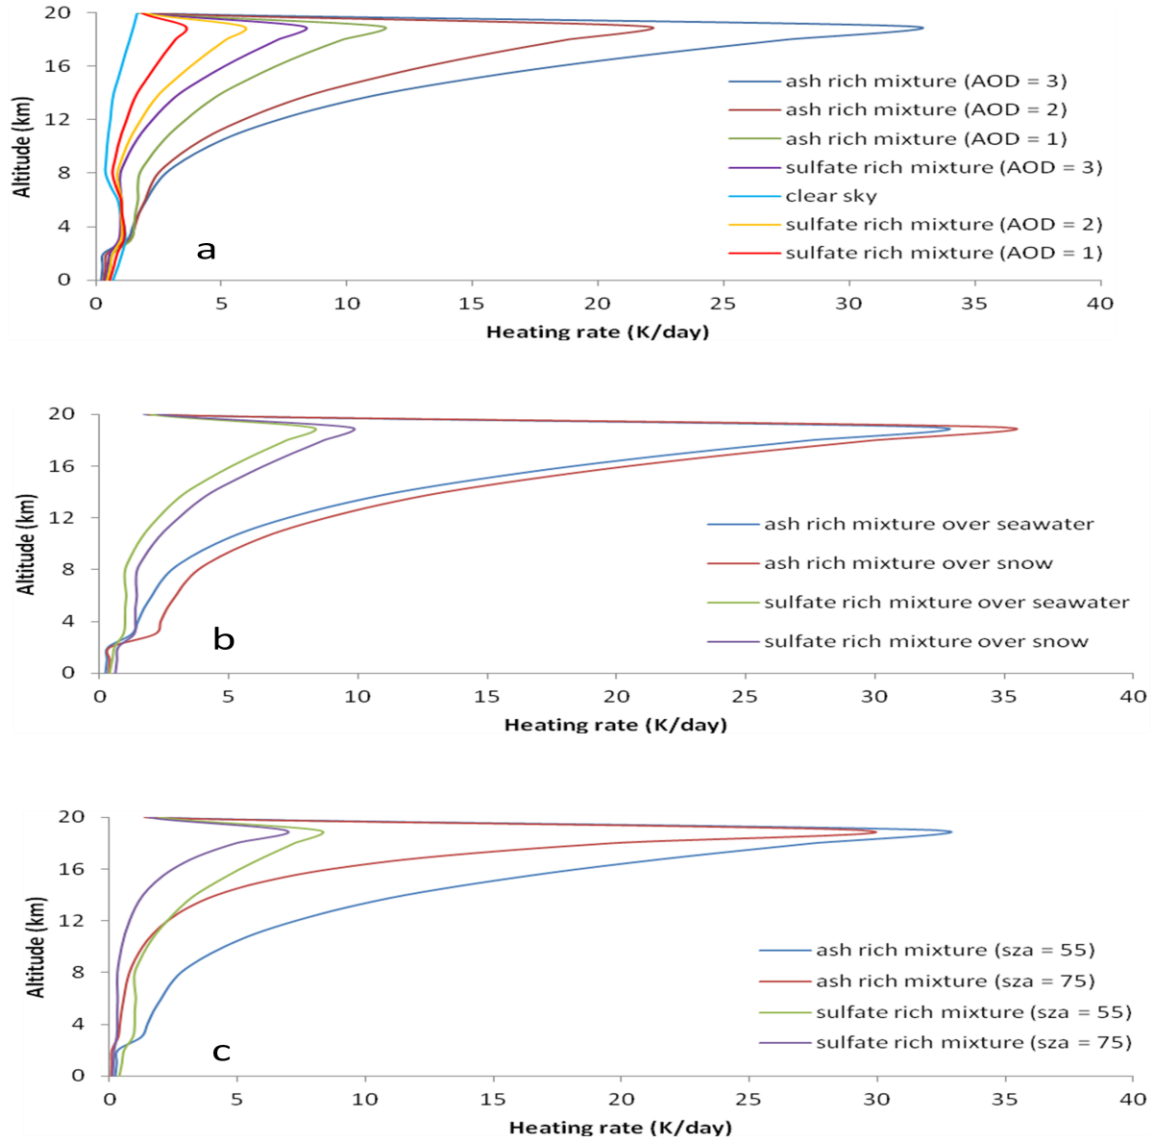 20
16
12
8
4
0
Altitude (km)
ash rich mixture (AOD = 3)
ash rich mixture (AOD = 2)
ash rich mixture (AOD = 1)
sulfate rich mixture (AOD = 3)
clear sky
sulfate rich mixture (AOD = 2)
sulfate rich mixture (AOD = 1)
a
0 5 10 15 20 25 30 35 40
Heating rate (K/day)
20
16
12
8
4
0
Altitude (km)
ash rich mixture over seawater
ash rich mixture over snow
sulfate rich mixture over seawater
sulfate rich mixture over snow
b
0 5 10 15 20 25 30 35 40
Heating rate (K/day)
20
16
12
8
4
0
Altitude (km)
ash rich mixture (sza = 55)
ash rich mixture (sza = 75)
sulfate rich mixture (sza = 55)
sulfate rich mixture (sza = 75)
c
0 5 10 15 20 25 30 35 40
Heating rate (K/day)